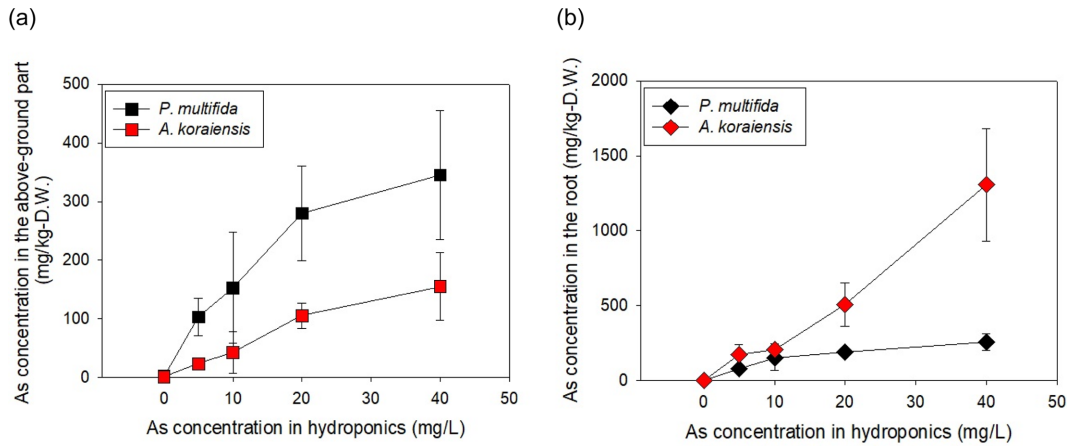 (a)
As concentration in the above-ground part
(mg/kg-D.W.)
500
400
300
200
100
0
P. multifida
A. koraiensis
0 10 20 30 40 50
As concentration in hydroponics (mg/L)
(b)
As concentration in the root (mg/kg-D.W.)
2000
1500
1000
500
0
P. multifida
A. koraiensis
0 10 20 30 40 50
As concentration in hydroponics (mg/L)